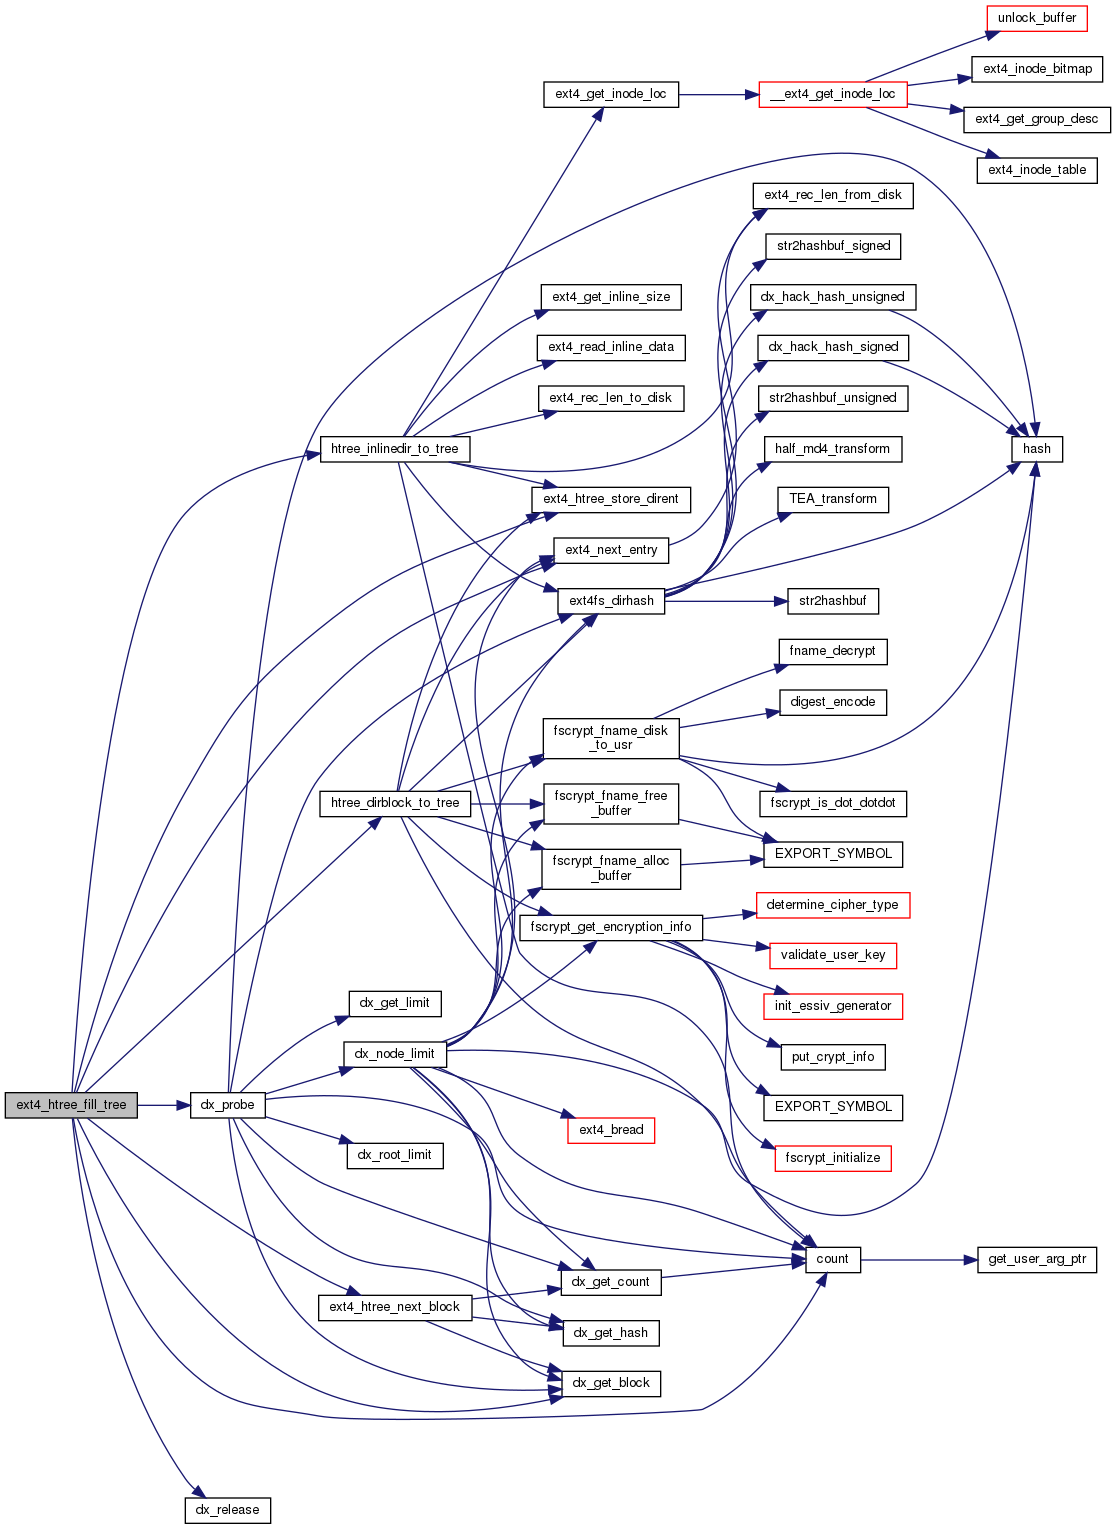 unlock_buffer
ext4_inode_bitmap
ext4_get_inode_loc
__ext4_get_inode_loc
ext4_get_group_desc
ext4_inode_table
ext4_rec_len_from_disk
str2hashbuf_signed
ext4_get_inline_size
dx_hack_hash_unsigned
ext4_read_inline_data
dx_hack_hash_signed
ext4_rec_len_to_disk
str2hashbuf_unsigned
htree_inlinedir_to_tree
half_md4_transform
hash
ext4_htree_store_dirent
TEA_transform
ext4_next_entry
ext4fs_dirhash
str2hashbuf
fname_decrypt
digest_encode
fscrypt_fname_disk
_to_usr
htree_dirblock_to_tree
fscrypt_fname_free
_buffer
fscrypt_is_dot_dotdot
EXPORT_SYMBOL
fscrypt_fname_alloc
_buffer
determine_cipher_type
fscrypt_get_encryption_info
validate_user_key
dx_get_limit
init_essiv_generator
dx_node_limit
put_crypt_info
ext4_htree_fill_tree
dx_probe
EXPORT_SYMBOL
ext4_bread
dx_root_limit
fscrypt_initialize
count
get_user_arg_ptr
dx_get_count
ext4_htree_next_block
dx_get_hash
dx_get_block
dx_release